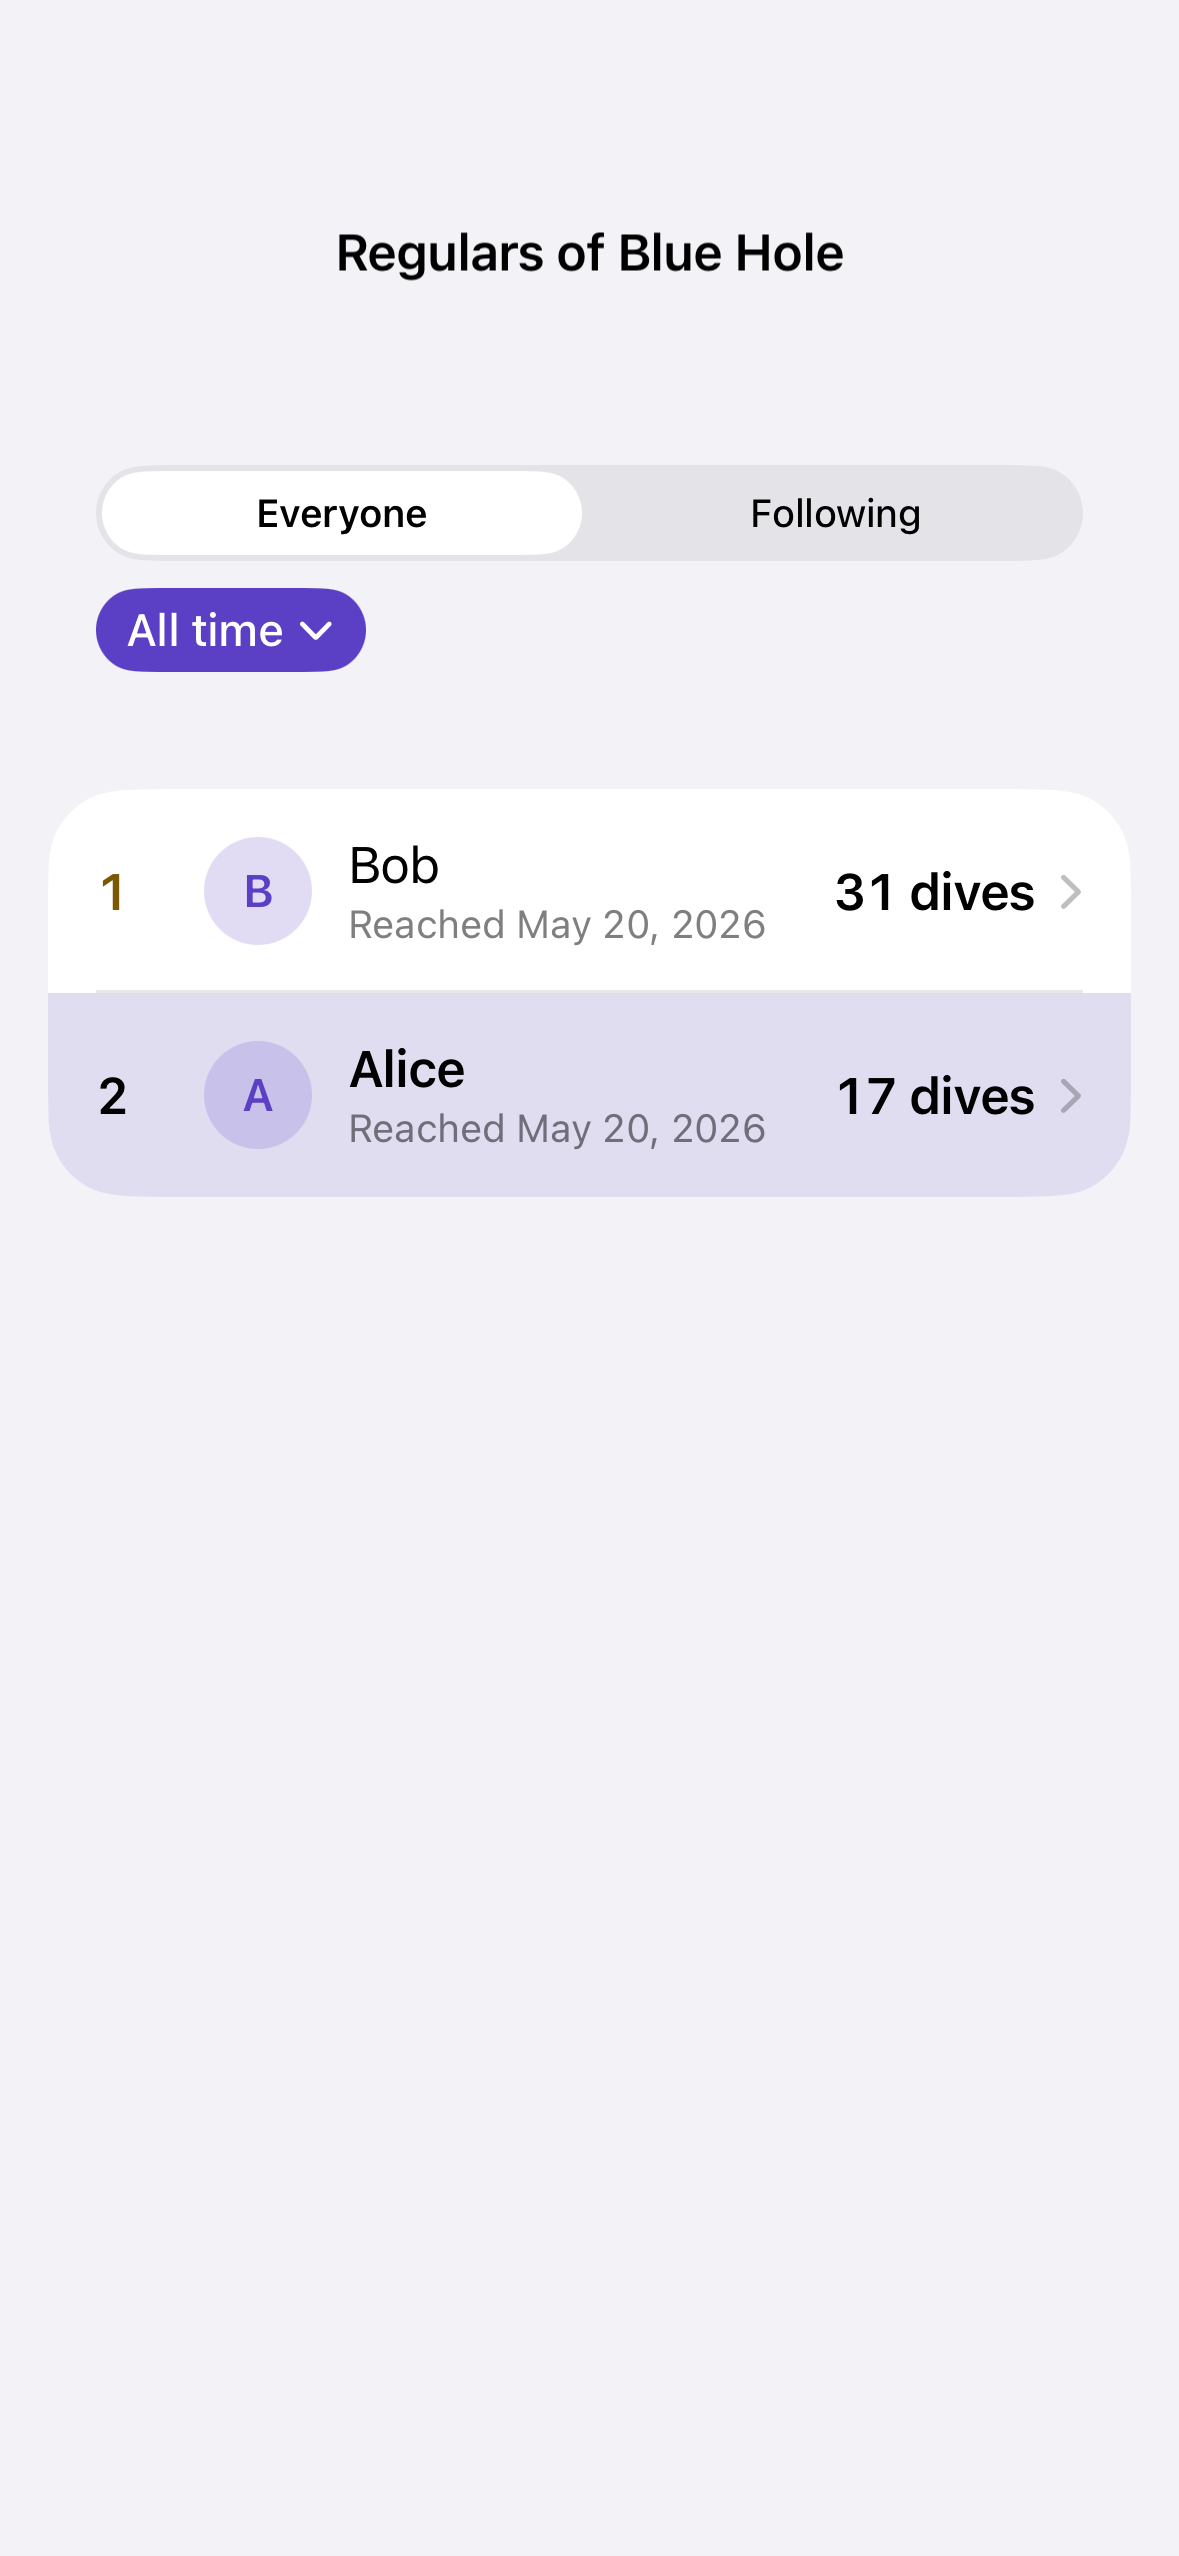 Regulars of Blue Hole
Everyone
Following
All time
1
B
Bob
Reached May 20, 2026
31 dives
2
A
Alice
Reached May 20, 2026
17 dives